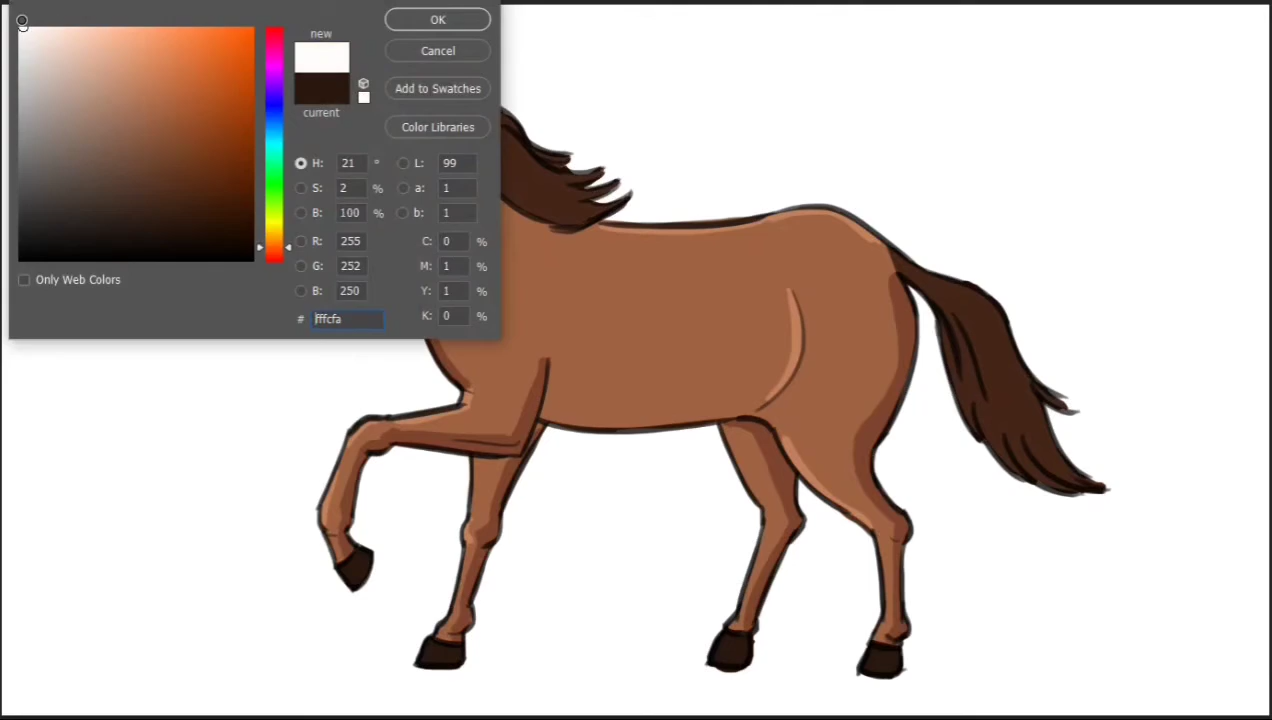 OK
new
Cancel
Add to Swatches
current
Color Libraries
H: 21 ° L: 99
S: 2 % a: 1
B: 100 % b: 1
R: 255 C: 0 %
G: 252 M: 1 %
Only Web Colors
B: 250 Y: 1 %
# fffcfa K: 0 %